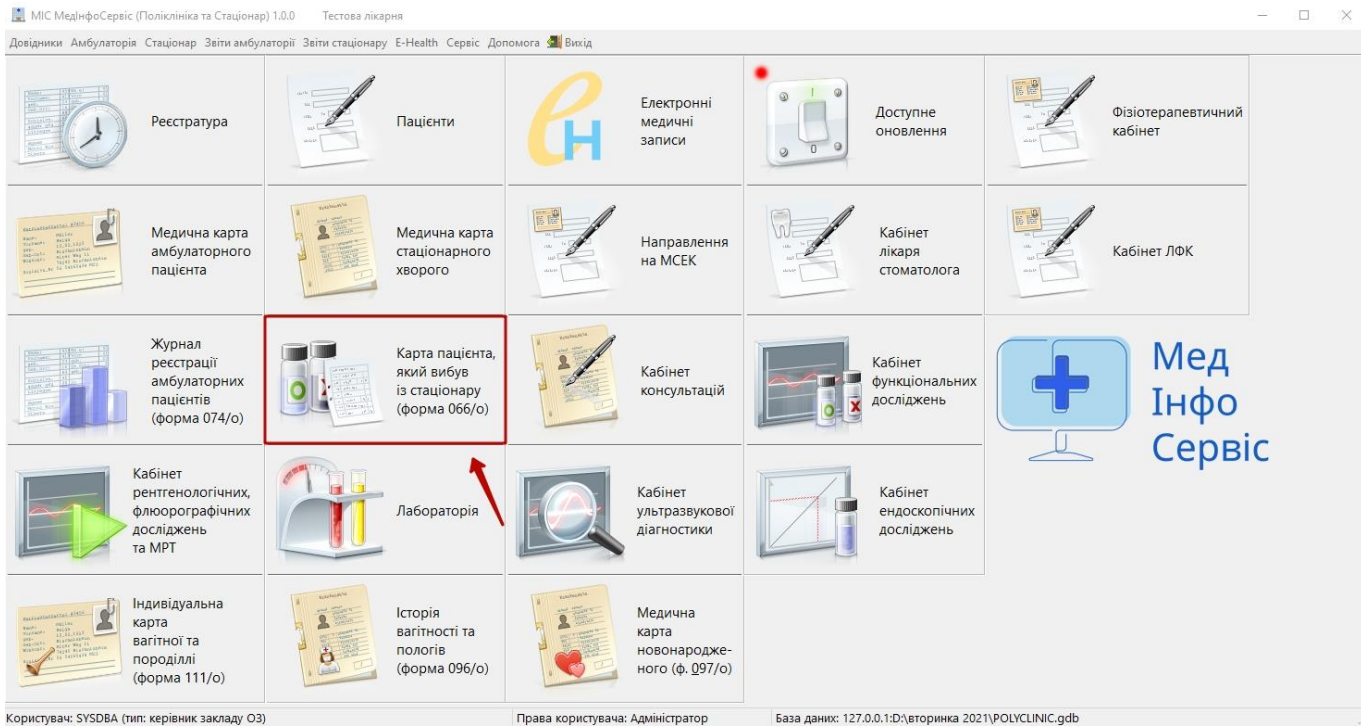 МІС МедІнфоСервіс (Поліклініка та Стаціонар) 1.0.0 Тестова лікарня
Довідники Амбулаторія Стаціонар Звіти амбулаторії Звіти стаціонару E-Health Сервіс Допомога Вихід
Реєстратура
Пацієнти
Електронні
медичні
записи
Доступне
оновлення
Фізіотерапевтичний
кабінет
Медична карта
амбулаторного
пацієнта
Медична карта
стаціонарного
хворого
Направлення
на МСЕК
Кабінет
лікаря
стоматолога
Кабінет ЛФК
Журнал
реєстрації
амбулаторних
пацієнтів
(форма 074/о)
Карта пацієнта,
який вибув
із стаціонару
(форма 066/о)
Кабінет
консультацій
Кабінет
функціональних
досліджень
Мед
Інфо
Сервіс
Кабінет
рентгенологічних,
флюорографічних
досліджень
та МРТ
Лабораторія
Кабінет
ультразвукової
діагностики
Кабінет
ендоскопічних
досліджень
Індивідуальна
карта
вагітної та
породіллі
(форма 111/о)
Історія
вагітності та
пологів
(форма 096/о)
Медична
карта
новонародже-
ного (ф. 097/о)
Користувач: SYSDBA (тип: керівник закладу ОЗ) Права користувача: Адміністратор База даних: 127.0.0.1:D:\вторинка 2021\POLYCLINIC.gdb